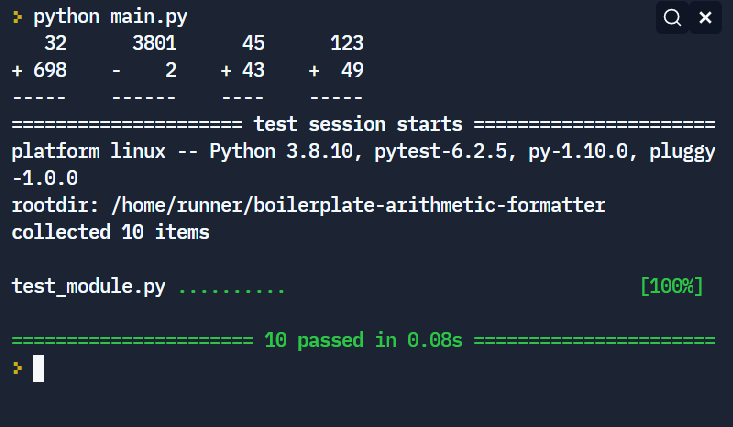 > python main.py
   32      3801      45      123
+ 698    -    2    + 43    +  49
-----    ------    ----    -----
===================== test session starts ======================
platform linux -- Python 3.8.10, pytest-6.2.5, py-1.10.0, pluggy
-1.0.0
rootdir: /home/runner/boilerplate-arithmetic-formatter
collected 10 items

test_module.py ..........                                 [100%]

====================== 10 passed in 0.08s ======================
>